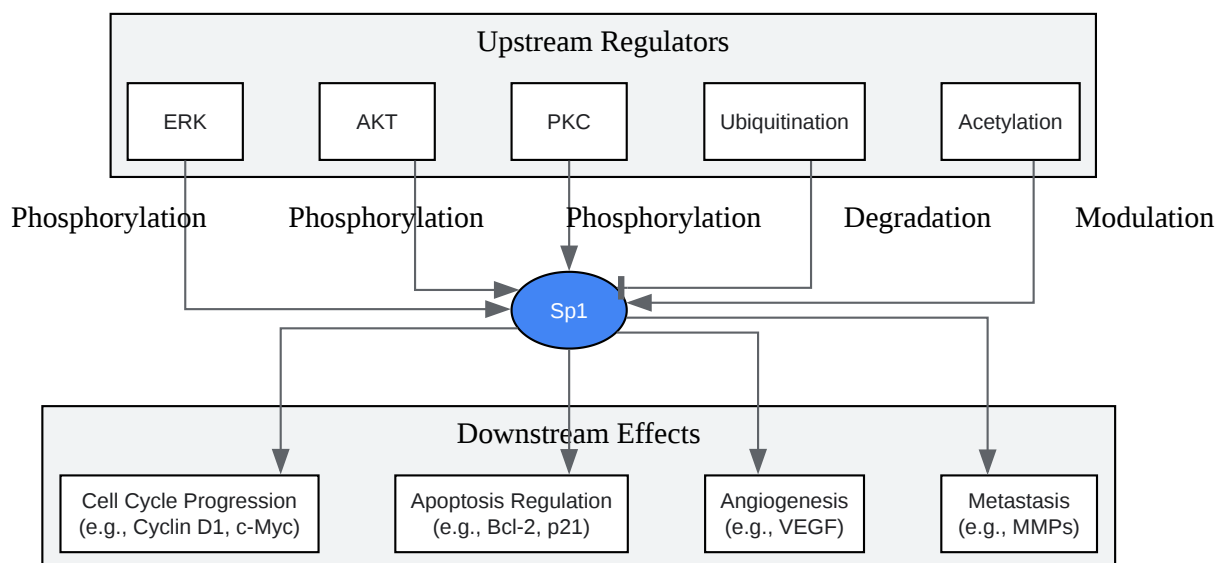 Upstream Regulators
ERK
AKT
PKC
Ubiquitination
Acetylation
Phosphorylation
Phosphorylation
Phosphorylation
Degradation
Modulation
Sp1
Downstream Effects
Cell Cycle Progression
(e.g., Cyclin D1, c-Myc)
Apoptosis Regulation
(e.g., Bcl-2, p21)
Angiogenesis
(e.g., VEGF)
Metastasis
(e.g., MMPs)